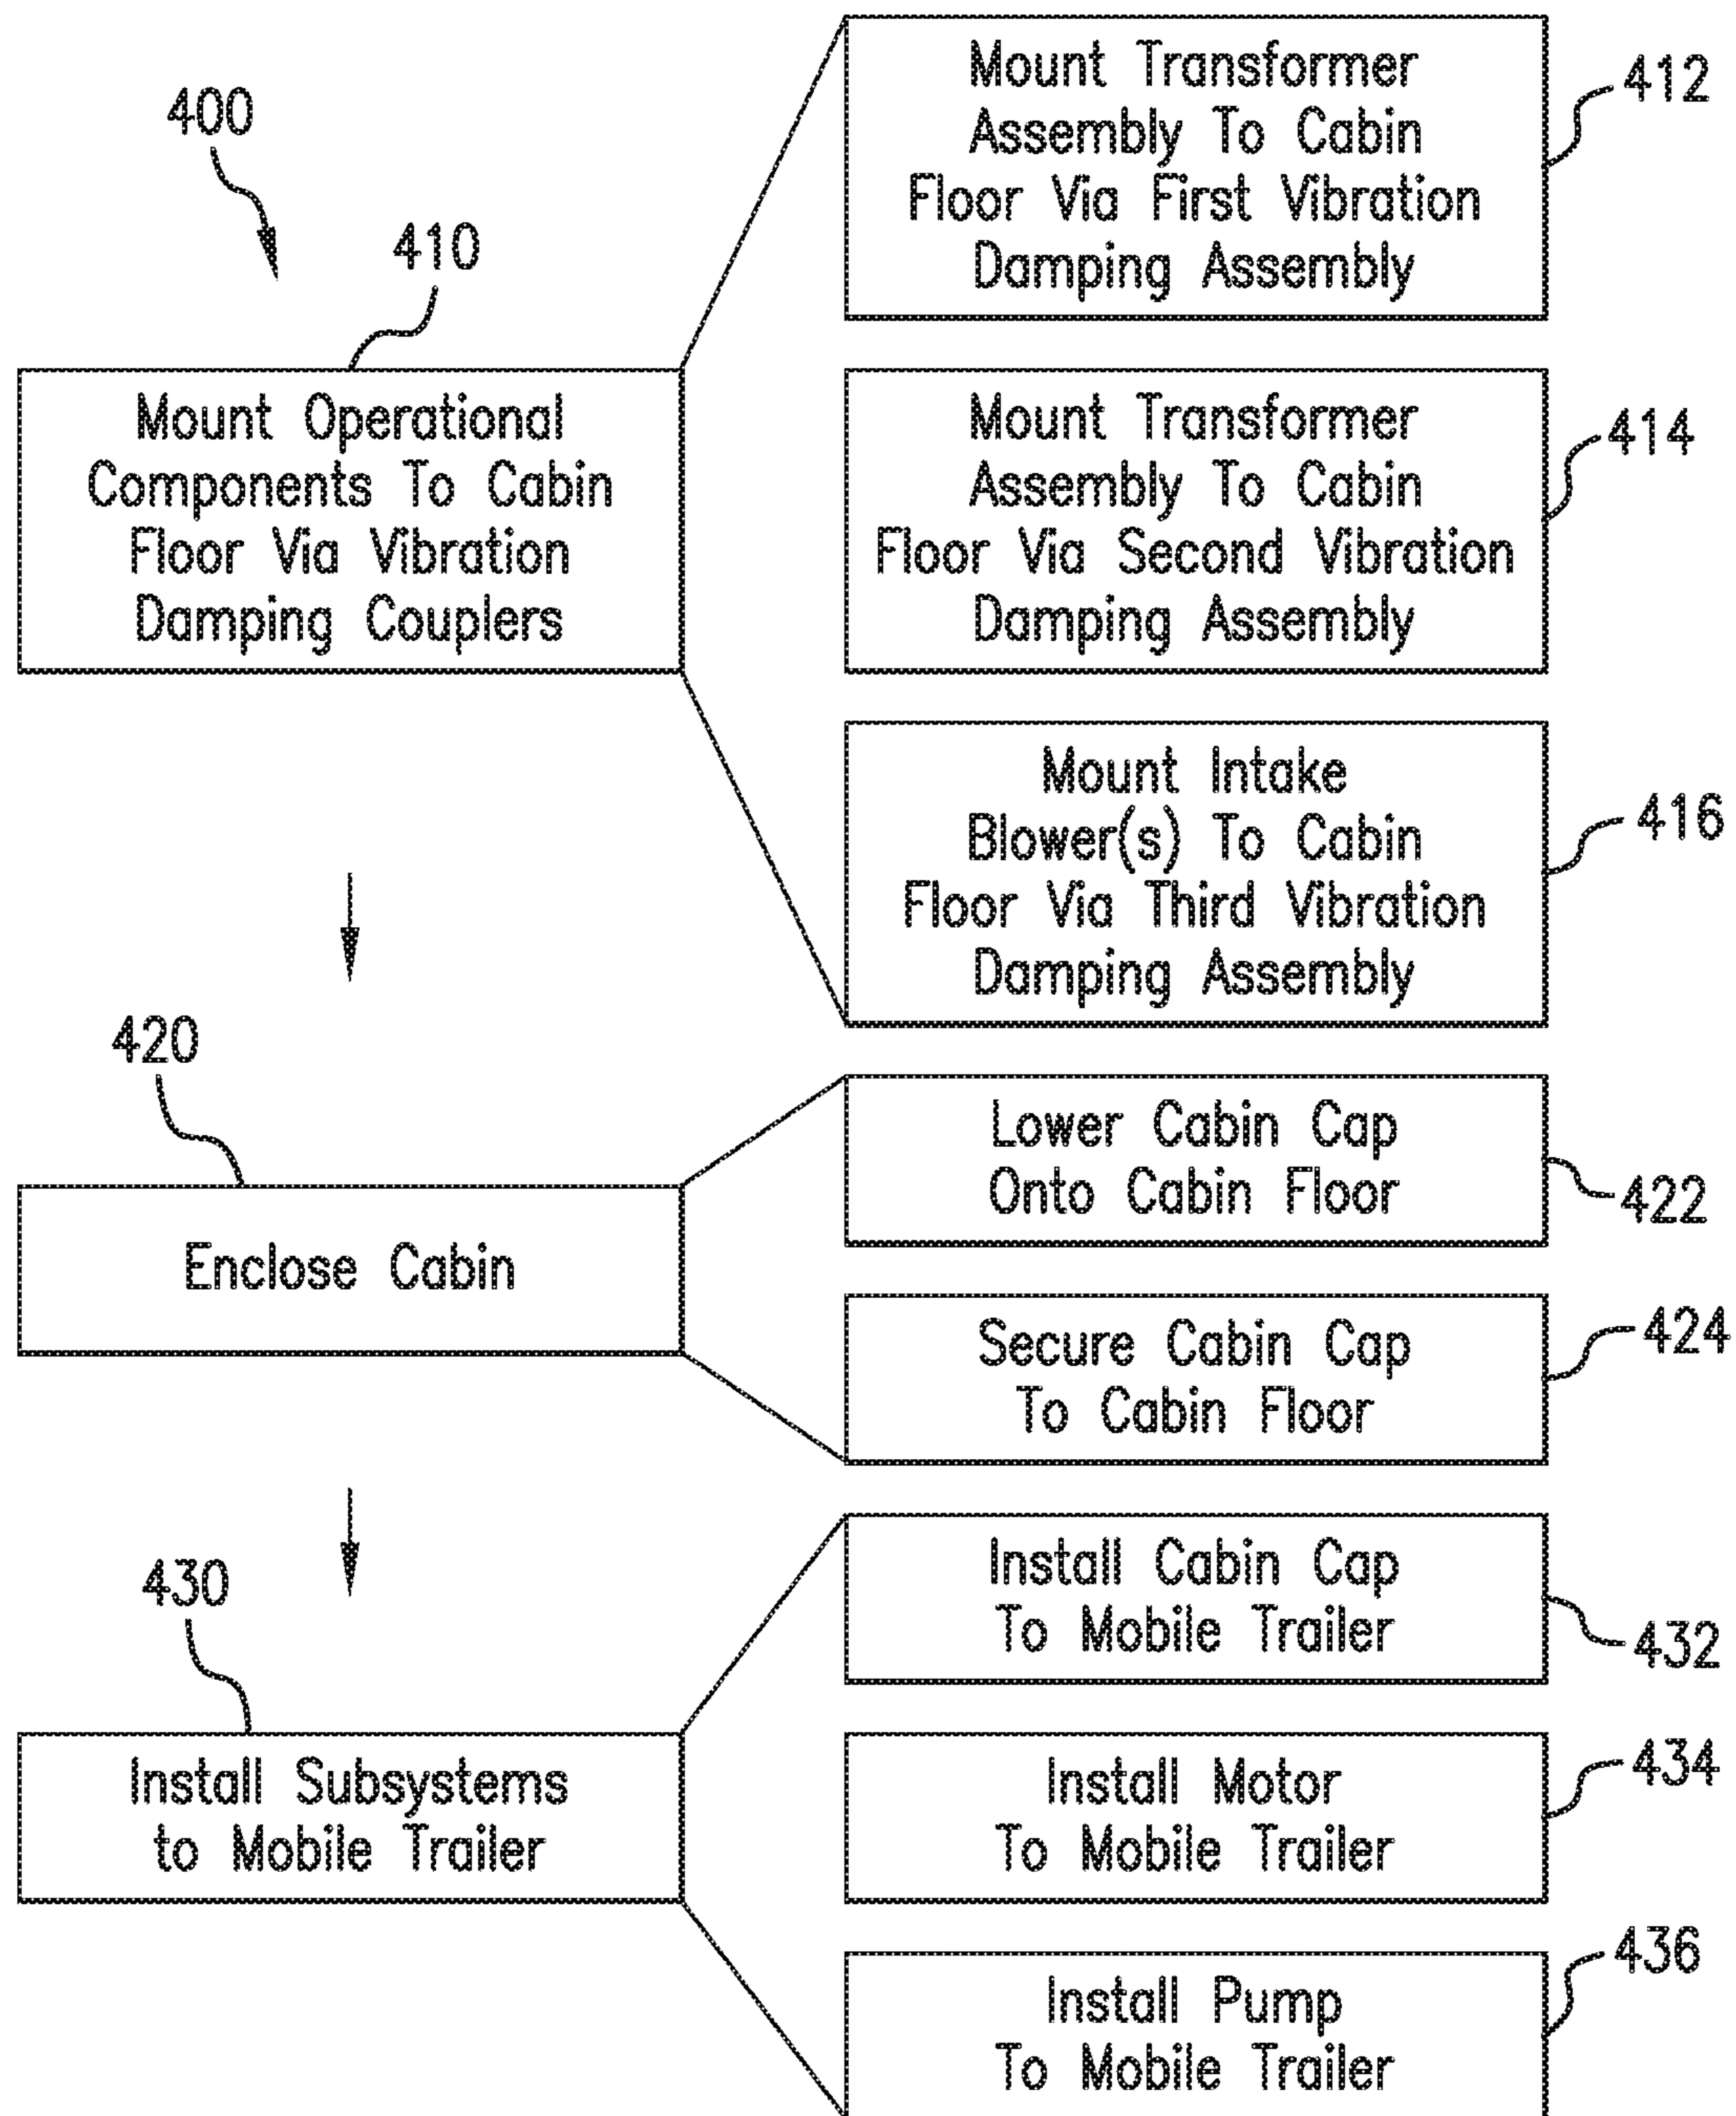 400
410
Mount Operational
Components To Cabin
Floor Via Vibration
Damping Couplers
Mount Transformer
Assembly To Cabin
Floor Via First Vibration
Damping Assembly
412
Mount Transformer
Assembly To Cabin
Floor Via Second Vibration
Damping Assembly
414
Mount Intake
Blower(s) To Cabin
Floor Via Third Vibration
Damping Assembly
416
420
Enclose Cabin
Lower Cabin Cap
Onto Cabin Floor
422
Secure Cabin Cap
To Cabin Floor
424
430
Install Subsystems
to Mobile Trailer
Install Cabin Cap
To Mobile Trailer
432
Install Motor
To Mobile Trailer
434
Install Pump
To Mobile Trailer
436